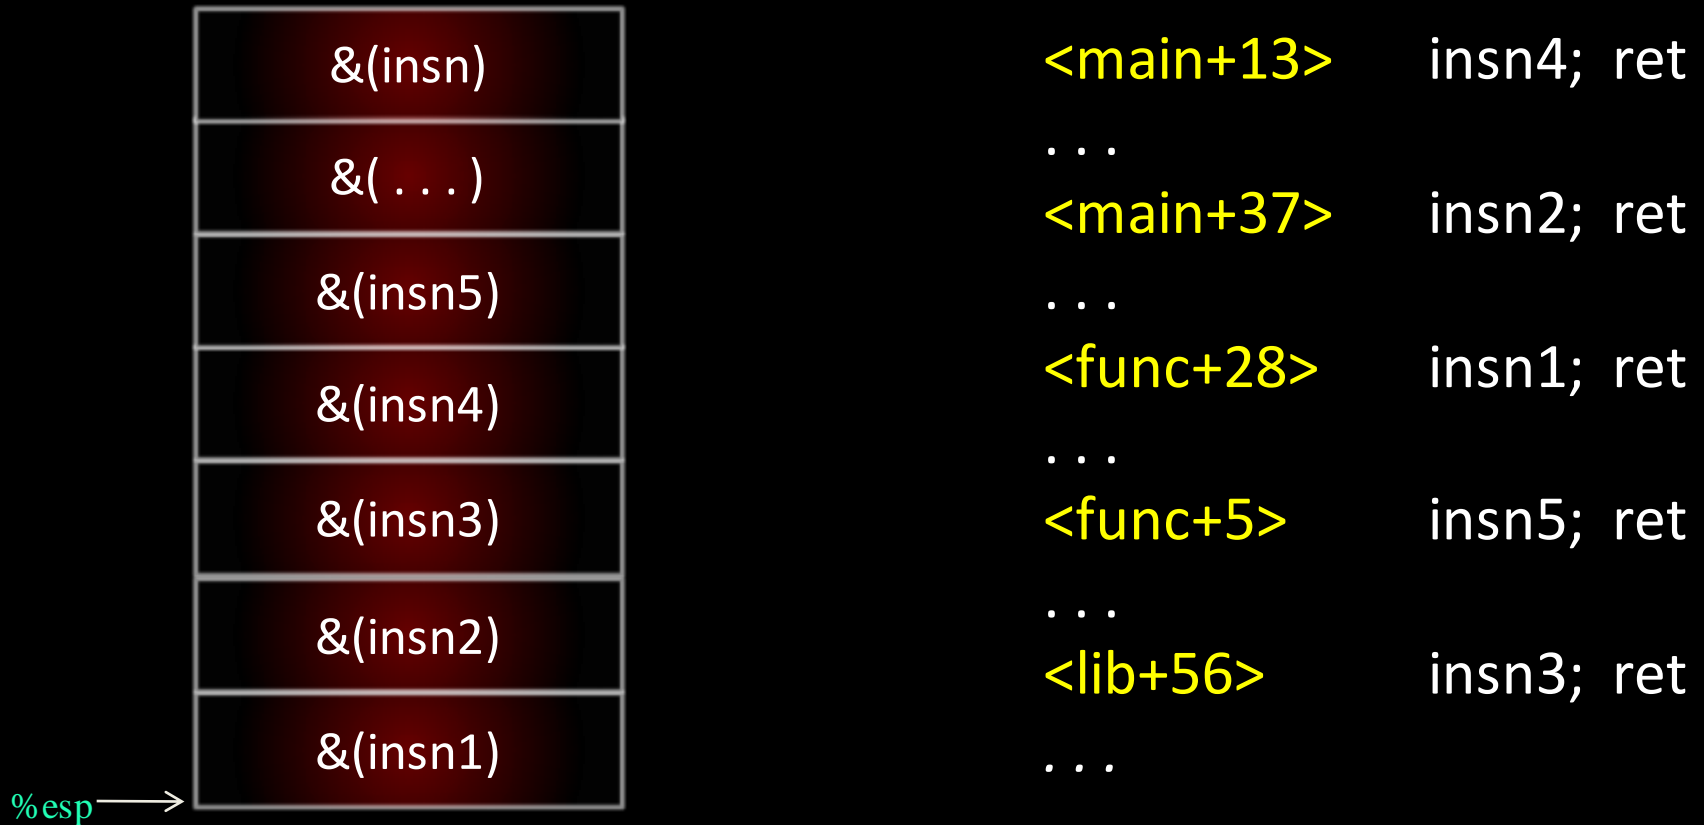 &(insn)
&( . . . )
&(insn5)
&(insn4)
&(insn3)
&(insn2)
&(insn1)
%esp
<main+13> insn4; ret
. . .
<main+37> insn2; ret
. . .
<func+28> insn1; ret
. . .
<func+5> insn5; ret
. . .
<lib+56> insn3; ret
. . .